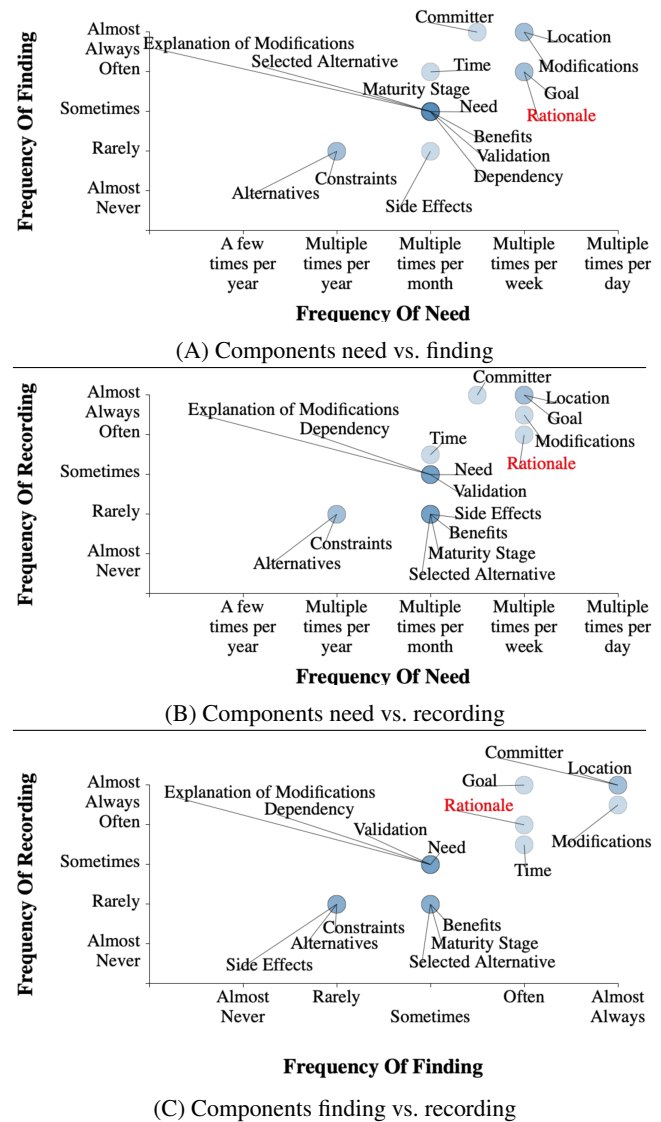 Committer
Almost
Always
Often
Sometimes
Rarely
Almost
Never
Frequency Of Finding
Explanation of Modifications
Selected Alternative
Location
Time
Modifications
Maturity Stage
Need
Goal
Rationale
Benefits
Validation
Dependency
Constraints
Alternatives
Side Effects
A few
times per
year
Multiple
times per
year
Multiple
times per
month
Multiple
times per
week
Multiple
times per
day
Frequency Of Need
(A) Components need vs. finding
Committer
Almost
Always
Often
Sometimes
Rarely
Almost
Never
Frequency Of Recording
Explanation of Modifications
Dependency
Location
Goal
Time
Modifications
Need
Rationale
Validation
Side Effects
Benefits
Constraints
Maturity Stage
Alternatives
Selected Alternative
A few
times per
year
Multiple
times per
year
Multiple
times per
month
Multiple
times per
week
Multiple
times per
day
Frequency Of Need
(B) Components need vs. recording
Committer
Location
Almost
Always
Often
Sometimes
Rarely
Almost
Never
Frequency Of Recording
Goal
Explanation of Modifications
Rationale
Dependency
Validation
Need
Modifications
Time
Constraints
Benefits
Alternatives
Maturity Stage
Side Effects
Selected Alternative
Almost
Never
Rarely
Sometimes
Often
Almost
Always
Frequency Of Finding
(C) Components finding vs. recording